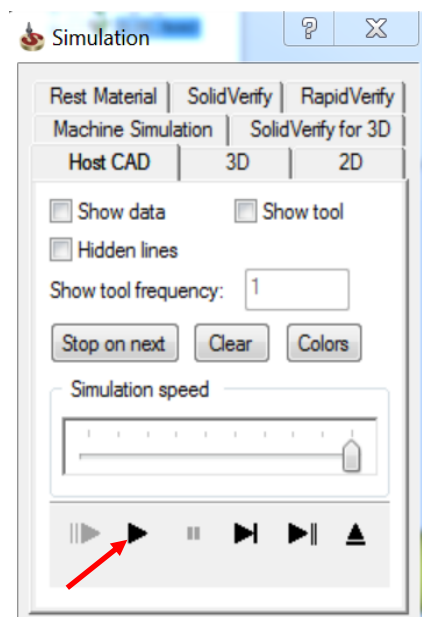 Simulation
Rest Material SolidVerify RapidVerify
Machine Simulation SolidVerify for 3D
Host CAD 3D 2D
Show data Show tool
Hidden lines
Show tool frequency: 1
Stop on next Clear Colors
Simulation speed